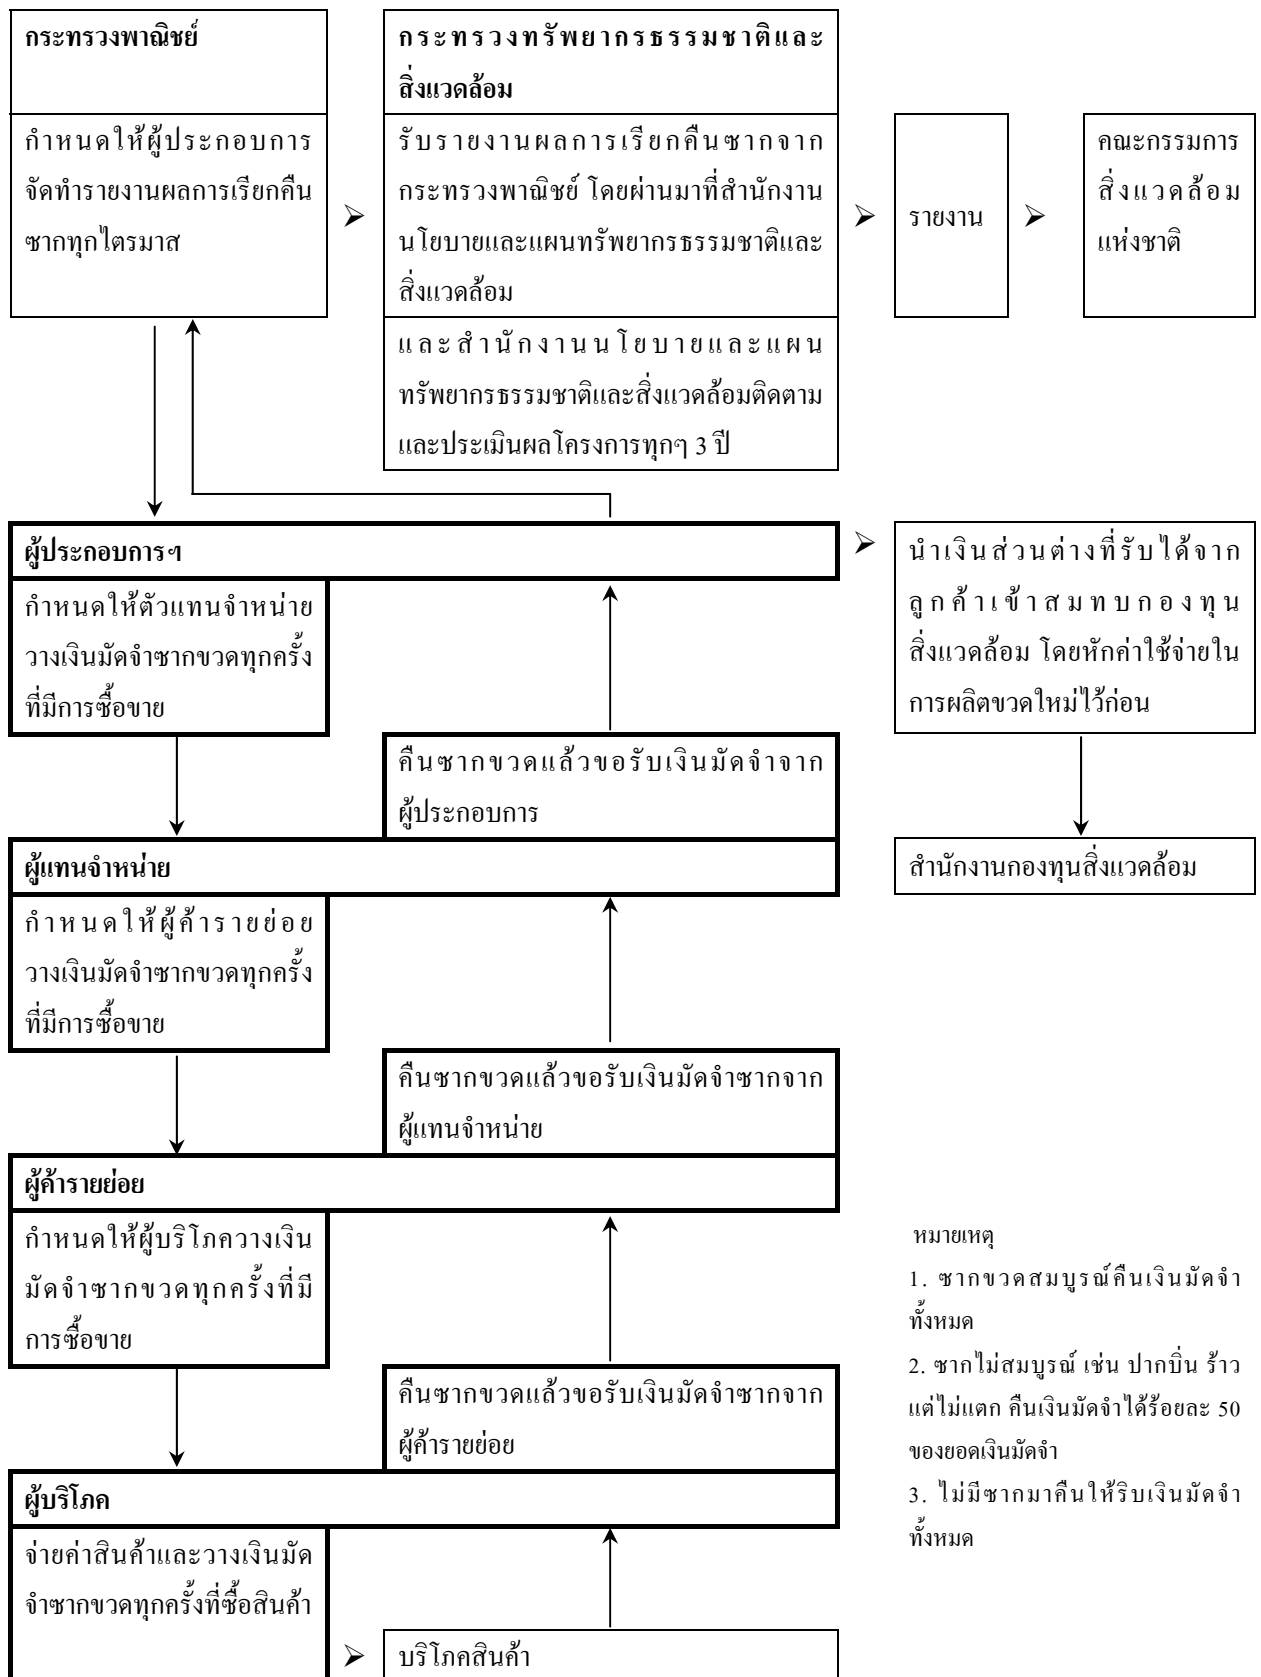 กระทรวงพาณิชย์
กระทรวงทรัพยากรธรรมชาติและ
สิ่งแวดล้อม
กำหนดให้ผู้ประกอบการ
จัดทำรายงานผลการเรียกคืน
ซากทุกไตรมาส
รับรายงานผลการเรียกคืนซากจาก
กระทรวงพาณิชย์ โดยผ่านมาที่สำนักงาน
นโยบายและแผนทรัพยากรธรรมชาติและ
สิ่งแวดล้อม
รายงาน
คณะกรรมการ
สิ่งแวดล้อม
แห่งชาติ
และสำนักงานนโยบายและแผน
ทรัพยากรธรรมชาติและสิ่งแวดล้อมติดตาม
และประเมินผลโครงการทุกๆ 3 ปี
ผู้ประกอบการฯ
นำเงินส่วนต่างที่รับได้จาก
ลูกค้าเข้าสมทบกองทุน
สิ่งแวดล้อม โดยหักค่าใช้จ่ายใน
การผลิตขวดใหม่ไว้ก่อน
กำหนดให้ตัวแทนจำหน่าย
วางเงินมัดจำซากขวดทุกครั้ง
ที่มีการซื้อขาย
คืนซากขวดแล้วขอรับเงินมัดจำจาก
ผู้ประกอบการ
ผู้แทนจำหน่าย
สำนักงานกองทุนสิ่งแวดล้อม
กำหนดให้ผู้ค้ารายย่อย
วางเงินมัดจำซากขวดทุกครั้ง
ที่มีการซื้อขาย
คืนซากขวดแล้วขอรับเงินมัดจำซากจาก
ผู้แทนจำหน่าย
ผู้ค้ารายย่อย
กำหนดให้ผู้บริโภควางเงิน
มัดจำซากขวดทุกครั้งที่มี
การซื้อขาย
คืนซากขวดแล้วขอรับเงินมัดจำซากจาก
ผู้ค้ารายย่อย
หมายเหตุ
1. ซากขวดสมบูรณ์คืนเงินมัดจำ
ทั้งหมด
2. ซากไม่สมบูรณ์ เช่น ปากบิ่น ร้าว
แต่ไม่แตก คืนเงินมัดจำได้ร้อยละ 50
ของยอดเงินมัดจำ
3. ไม่มีซากมาคืนให้ริบเงินมัดจำ
ทั้งหมด
ผู้บริโภค
จ่ายค่าสินค้าและวางเงินมัด
จำซากขวดทุกครั้งที่ซื้อสินค้า
บริโภคสินค้า